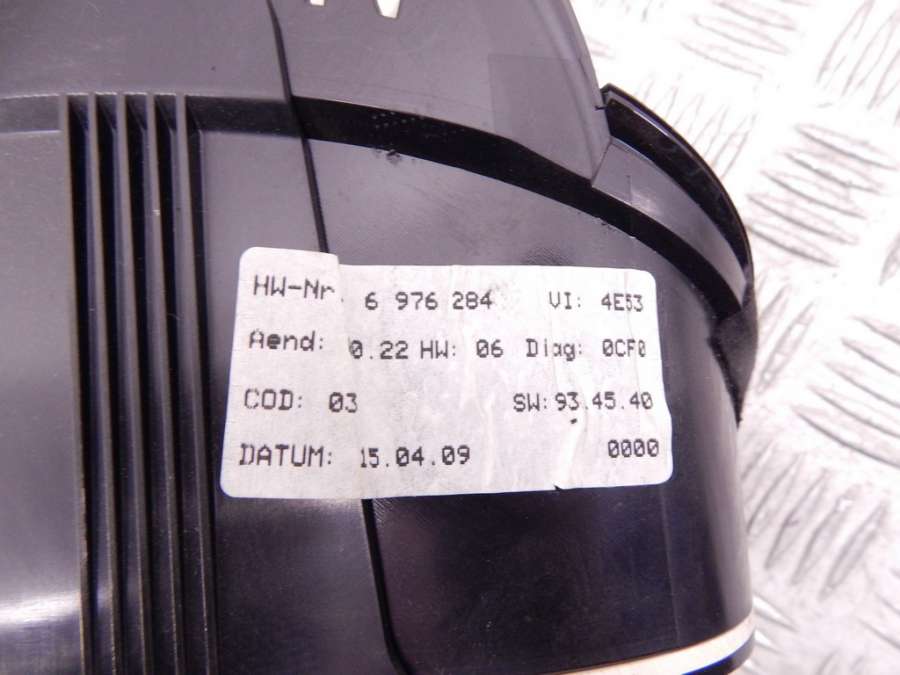 HW-Nr. 6 976 284 VI: 4E53
Aend: 0.22 HW: 06 Diag: 0CF0
COD: 03 SW: 93.45.40
DATUM: 15.04.09 0000